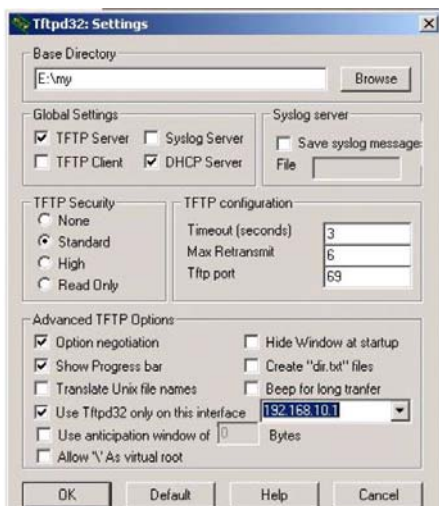 Tftpd32: Settings
Base Directory
E:\my
Browse
Global Settings
TFTP Server
Syslog Server
TFTP Client
DHCP Server
Syslog server
Save syslog message
File
TFTP Security
None
Standard
High
Read Only
TFTP configuration
Timeout (seconds)
3
Max Retransmit
6
Tftp port
69
Advanced TFTP Options
Option negotiation
Hide Window at startup
Show Progress bar
Create "dir.txt" files
Translate Unix file names
Beep for long tranfer
Use Tftpd32 only on this interface
192.168.10.1
Use anticipation window of
0
Bytes
Allow '\' As virtual root
OK
Default
Help
Cancel